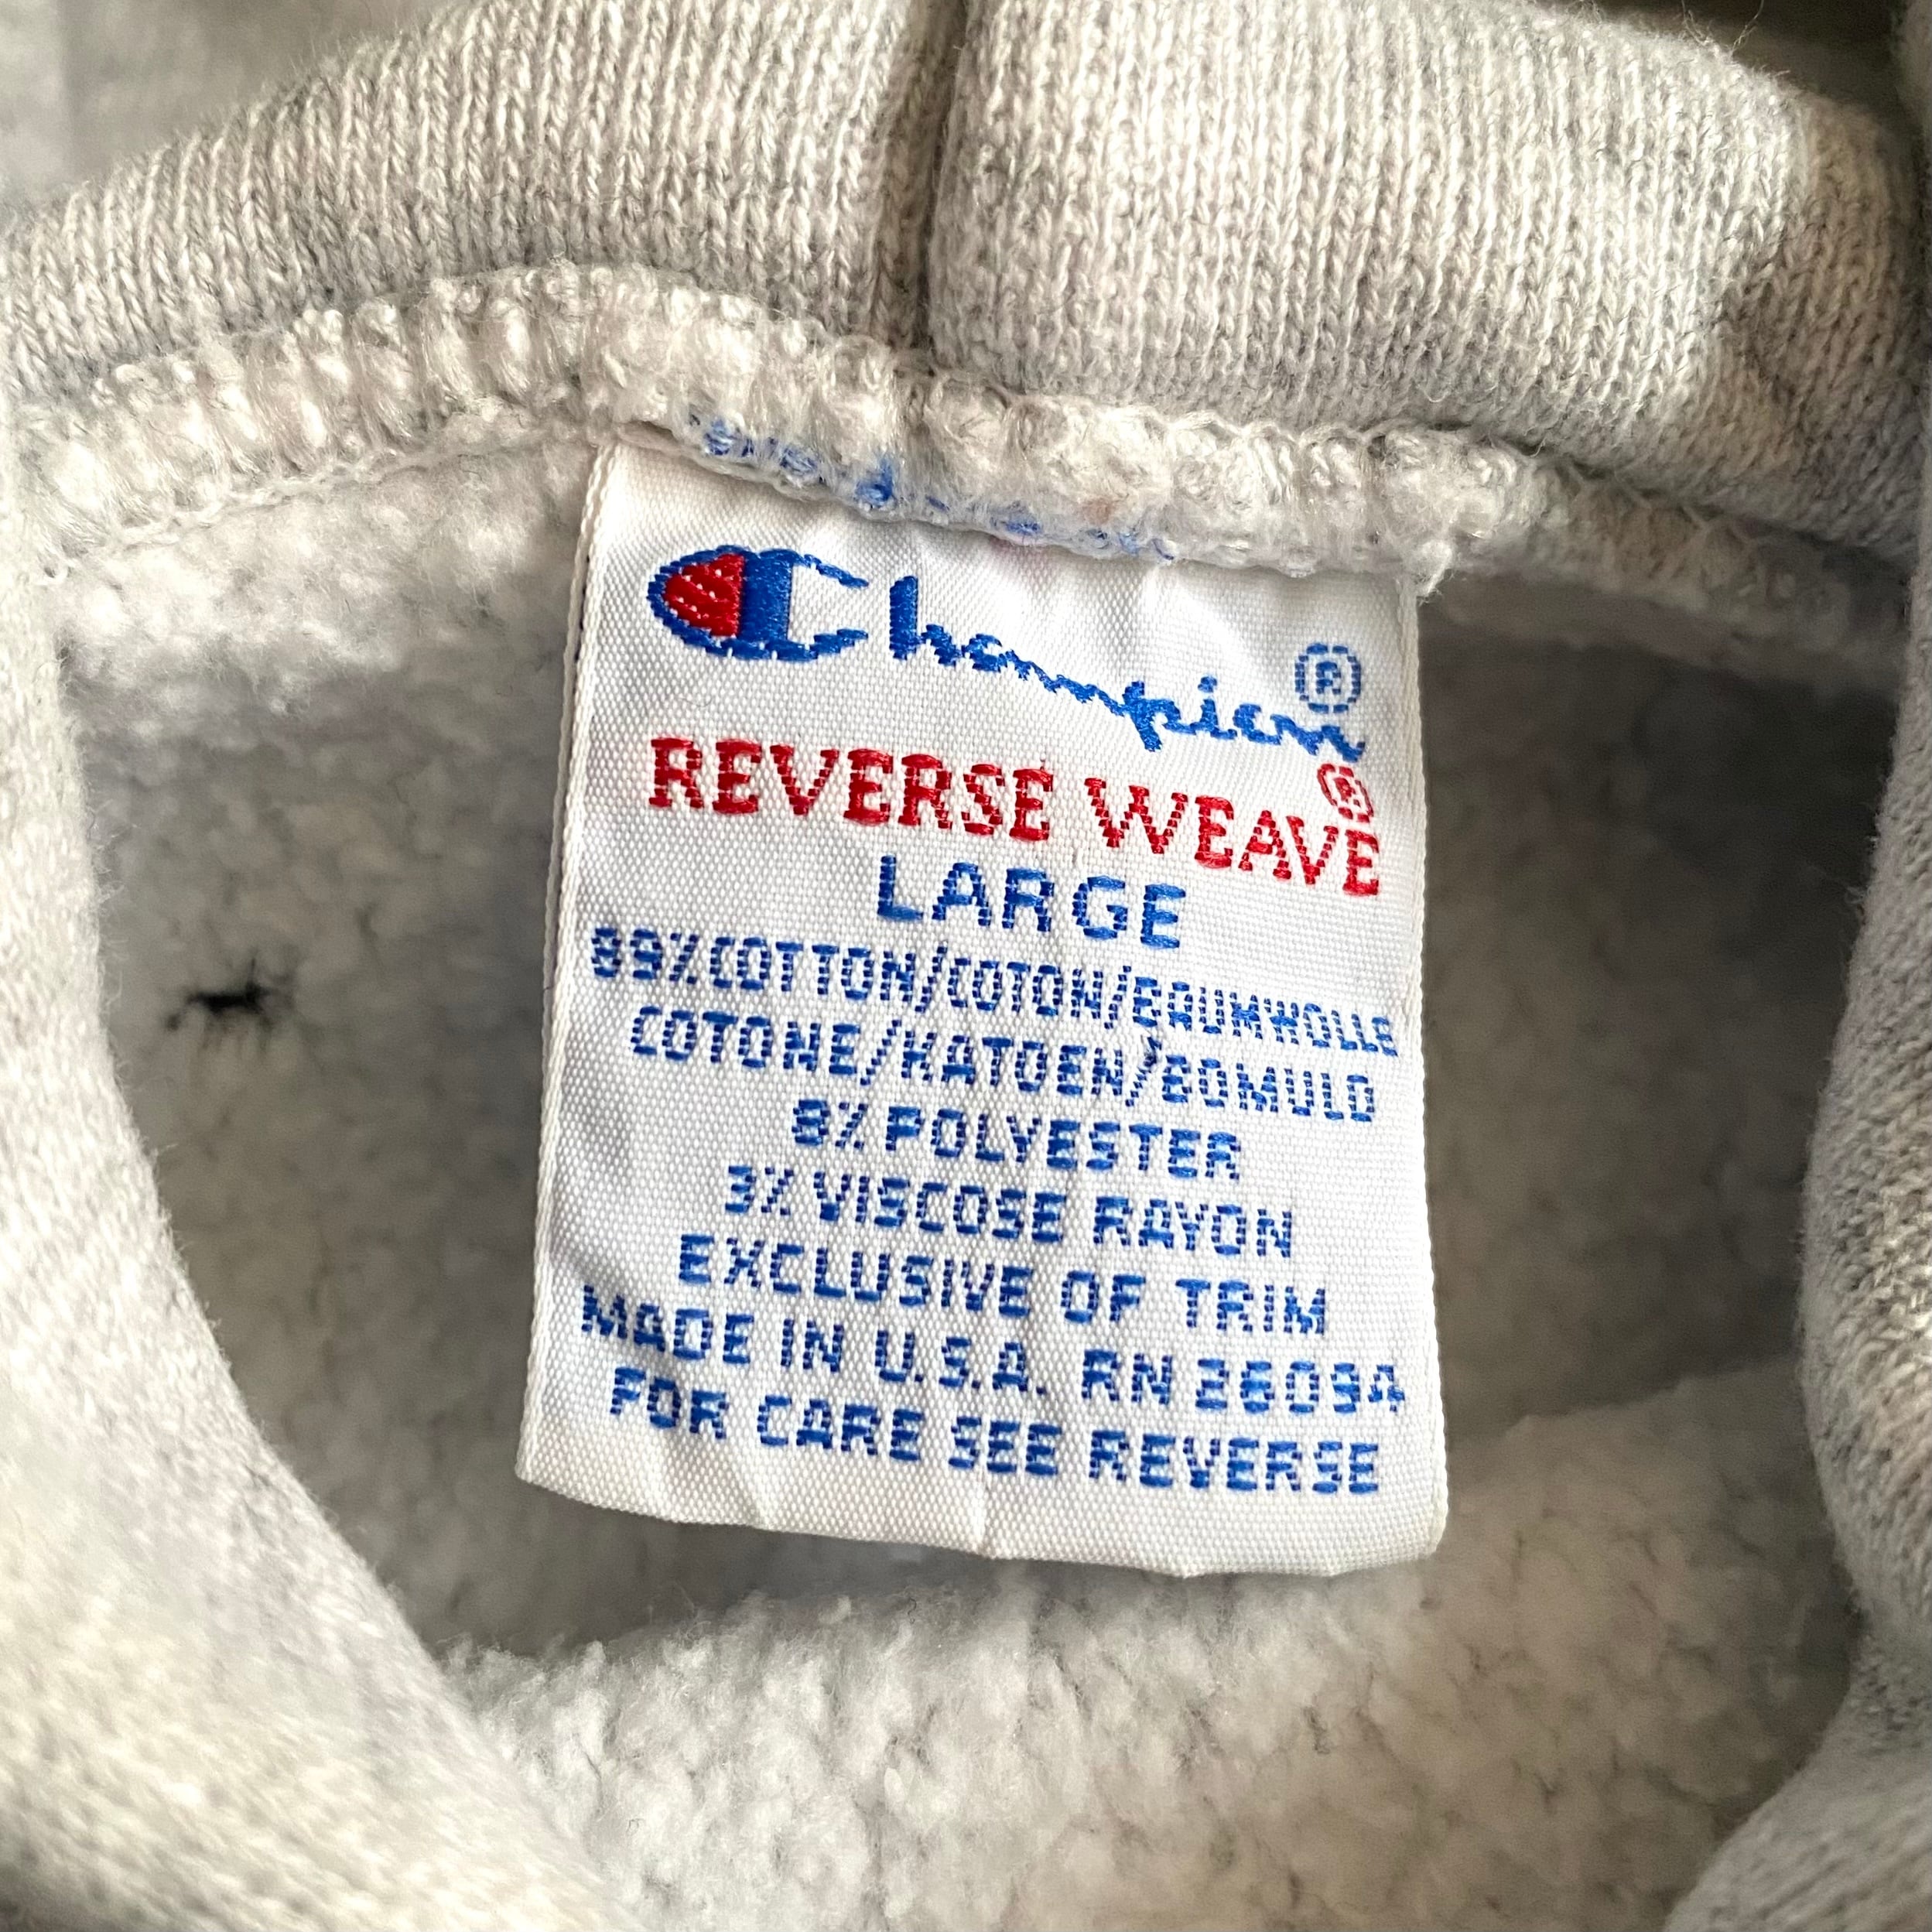 Champion®
REVERSE WEAVE®
LARGE
89%COTTON/COTON/BAUMWOLLE
COTONE/KATOEN/BOMULD
8%POLYESTER
3%VISCOSE RAYON
EXCLUSIVE OF TRIM
MADE IN U.S.A. RN 26094
FOR CARE SEE REVERSE